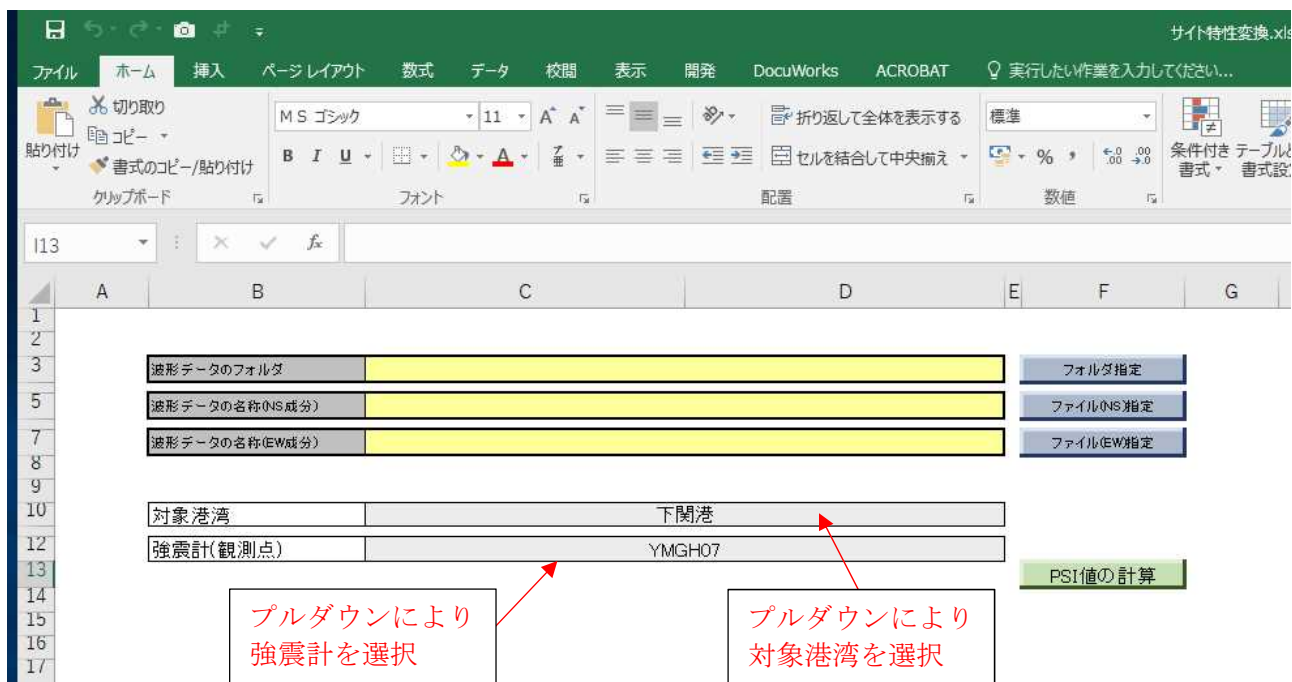 サイト特性変換.xls
ファイル ホーム 挿入 ページ レイアウト 数式 データ 校閲 表示 開発 DocuWorks ACROBAT 実行したい作業を入力してください...
切り取り
コピー
書式のコピー/貼り付け
貼り付け
クリップボード
ＭＳ ゴシック 11 A A
B I U A 亜
フォント
折り返して全体を表示する
セルを結合して中央揃え
配置
標準
% , .00 .0
数値
条件付き 書式
テーブルと 書式設
I13 fx
A B C D E F G
1
2
3 波形データのフォルダ フォルダ指定
5 波形データの名称(NS成分) ファイル(NS)指定
7 波形データの名称(EW成分) ファイル(EW)指定
8
9
10 対象港湾 下関港
12 強震計(観測点) YMGH07
13 PSI値の計算
14
15
16
17
プルダウンにより
強震計を選択
プルダウンにより
対象港湾を選択